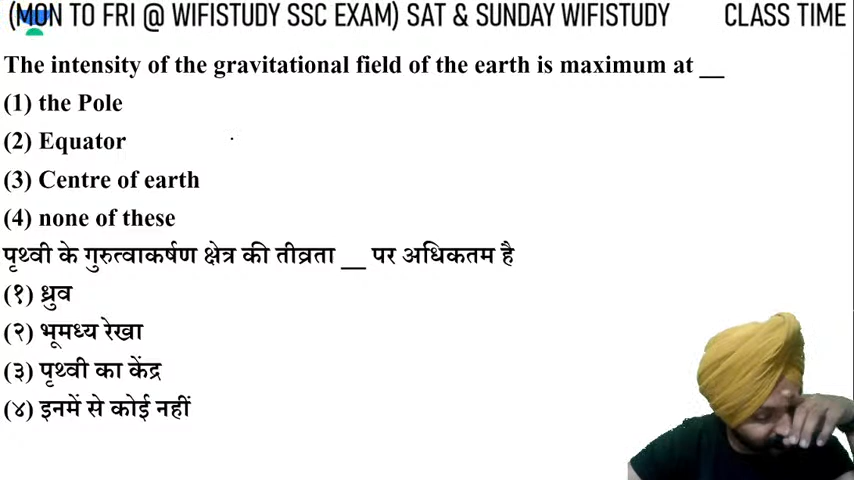 (MON TO FRI @ WIFISTUDY SSC EXAM) SAT & SUNDAY WIFISTUDY CLASS TIME
The intensity of the gravitational field of the earth is maximum at __
(1) the Pole
(2) Equator
(3) Centre of earth
(4) none of these
पृथ्वी के गुरुत्वाकर्षण क्षेत्र की तीव्रता __ पर अधिकतम है
(१) ध्रुव
(२) भूमध्य रेखा
(३) पृथ्वी का केंद्र
(४) इनमें से कोई नहीं